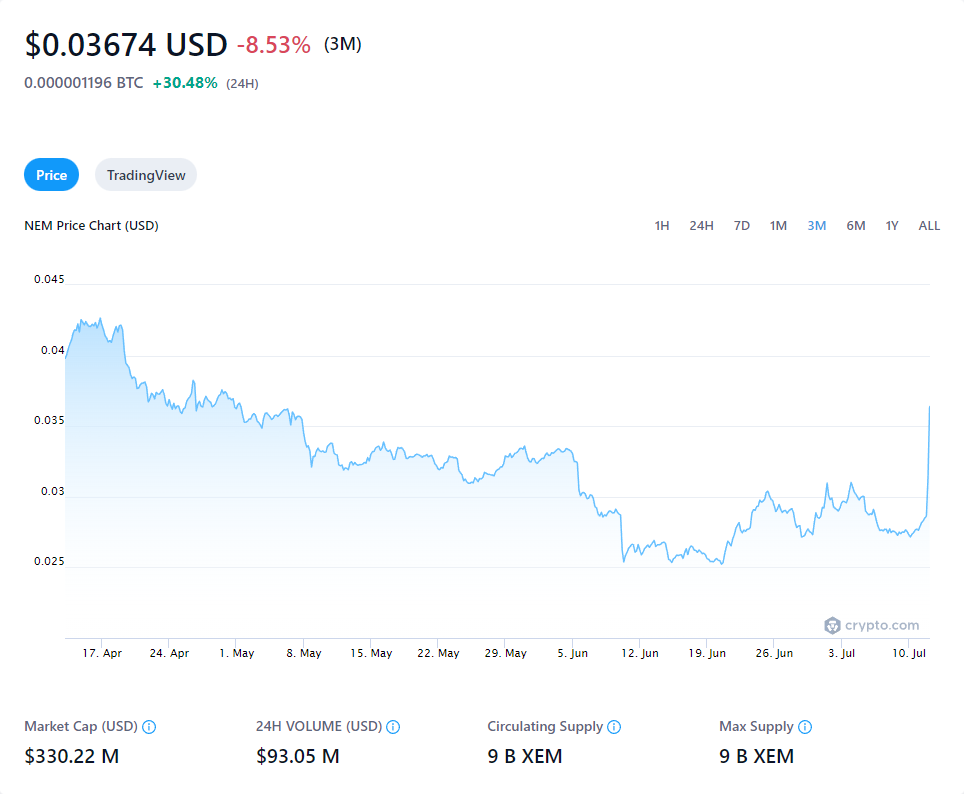 $0.03674 USD -8.53% (3M)
0.000001196 BTC +30.48% (24H)
Price TradingView
NEM Price Chart (USD) 1H 24H 7D 1M 3M 6M 1Y ALL
0.045
0.04
0.035
0.03
0.025
crypto.com
17. Apr 24. Apr 1. May 8. May 15. May 22. May 29. May 5. Jun 12. Jun 19. Jun 26. Jun 3. Jul 10. Jul
Market Cap (USD) 24H VOLUME (USD) Circulating Supply Max Supply
$330.22 M $93.05 M 9 B XEM 9 B XEM